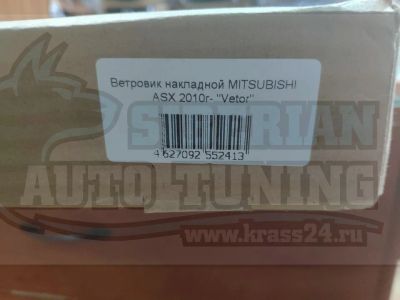 Ветровик накладной MITSUBISHI
ASX 2010г- "Vetor"
4 627092 552413
SIBERIAN
AUTO TUNING
www.krass24.ru